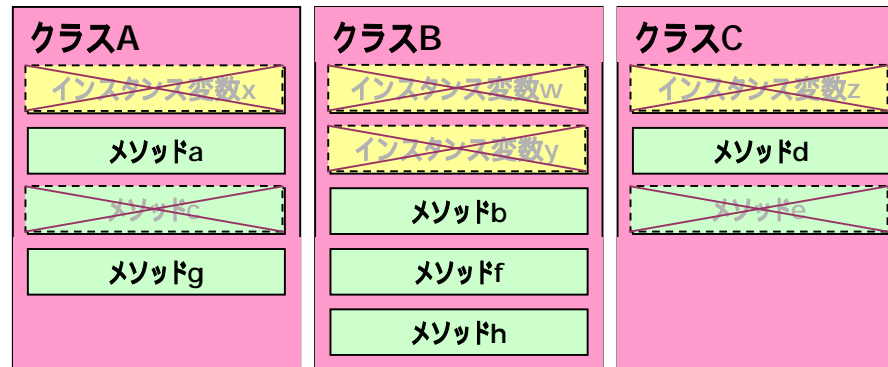 クラスA
インスタンス変数x
メソッドa
メソッドc
メソッドg
クラスB
インスタンス変数w
インスタンス変数y
メソッドb
メソッドf
メソッドh
クラスC
インスタンス変数z
メソッドd
メソッドe